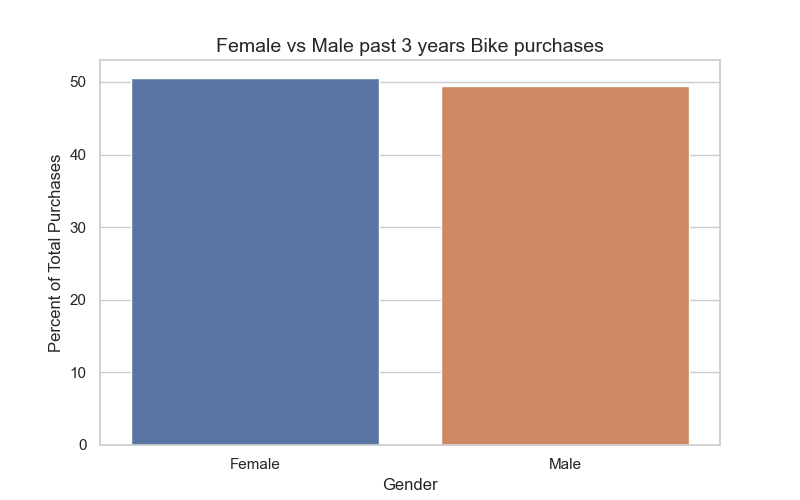 Female vs Male past 3 years Bike purchases
Percent of Total Purchases
50
40
30
20
10
0
Female Male
Gender